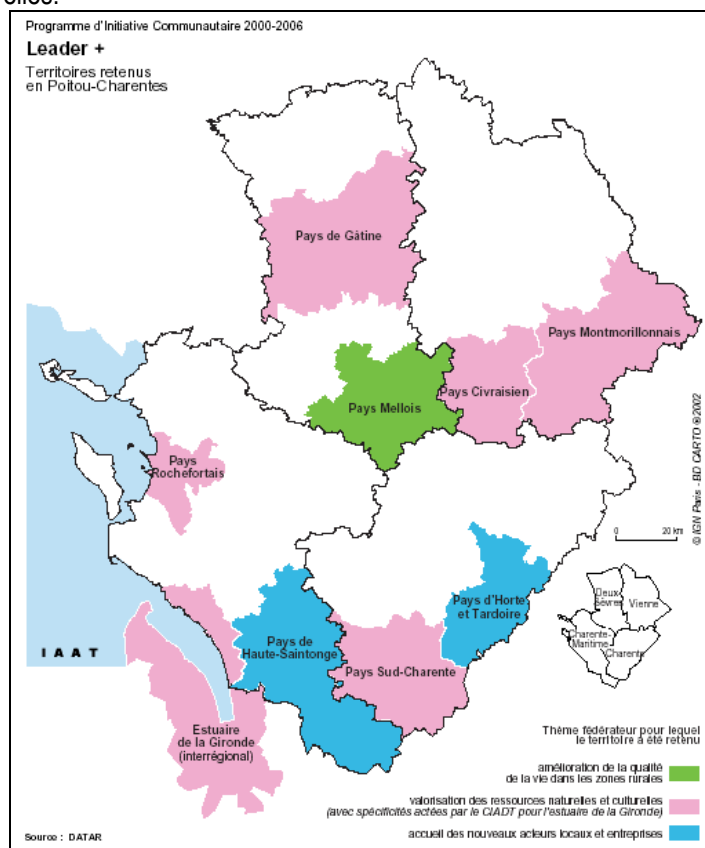 elles.
Programme d'Initiative Communautaire 2000-2006
Leader +
Territoires retenus
en Poitou-Charentes
Pays de Gâtine
Pays Montmorillonnais
Pays Civraisien
Pays Mellois
Pays
Rochefortais
© IGN Paris - BD CARTO ® 2002
0 20 km
Pays d'Horte
et Tardoire
Deux-
Sèvres
Vienne
Charente-
Maritime
Charente
Pays de
Haute-Saintonge
Pays Sud-Charente
I A A T
Estuaire
de la Gironde
(interrégional)
Thème fédérateur pour lequel
le territoire a été retenu
amélioration de la qualité
de la vie dans les zones rurales
valorisation des ressources naturelles et culturelles
(avec spécificités actées par le CIADT pour l'estuaire de la Gironde)
accueil des nouveaux acteurs locaux et entreprises
Source : DATAR